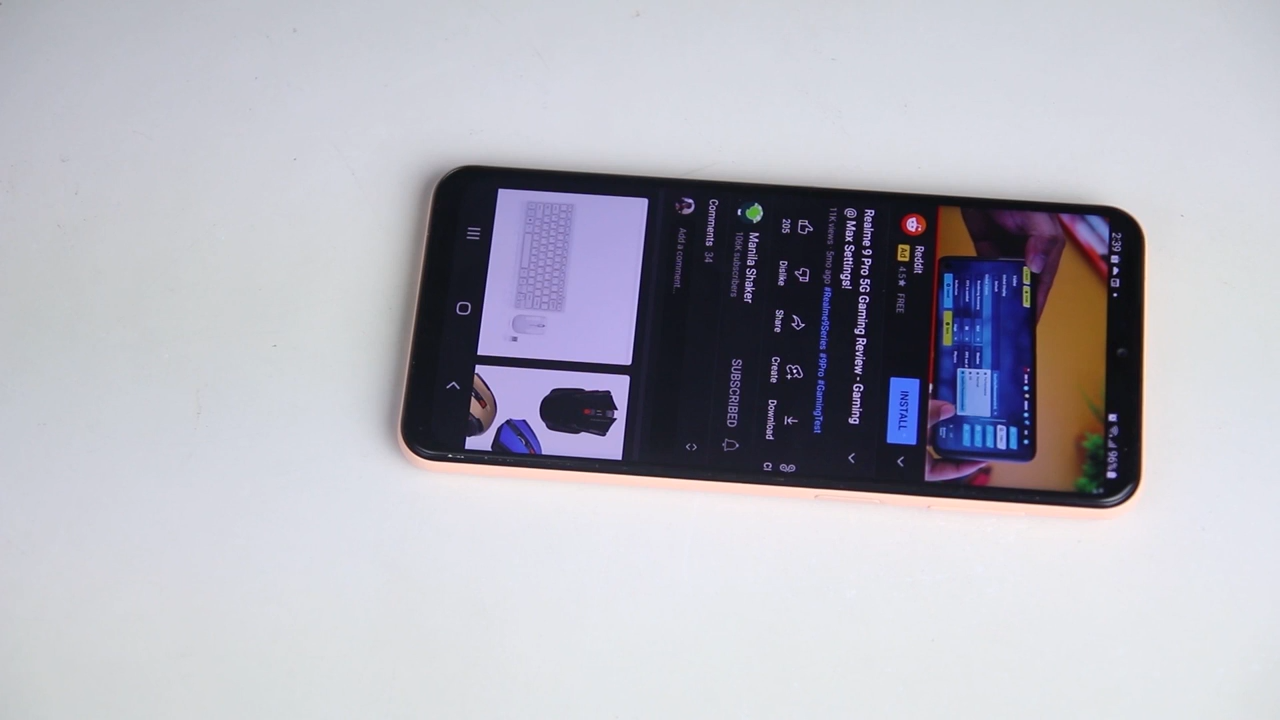 2:39
96%
Reddit
Ad 4.5★ FREE
INSTALL
Realme 9 Pro 5G Gaming Review - Gaming
@ Max Settings!
11K views · 5mo ago #Realme9Series #9Pro #GamingTest
205
Dislike
Share
Create
Download
Cl
Manila Shaker
106K subscribers
SUBSCRIBED
Comments 34
Add a comment...